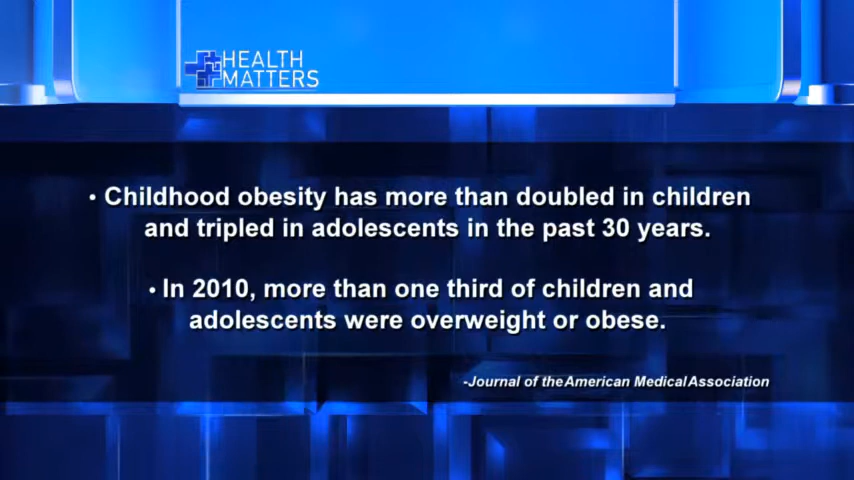 HEALTH
MATTERS
• Childhood obesity has more than doubled in children
and tripled in adolescents in the past 30 years.
• In 2010, more than one third of children and
adolescents were overweight or obese.
-Journal of the American Medical Association